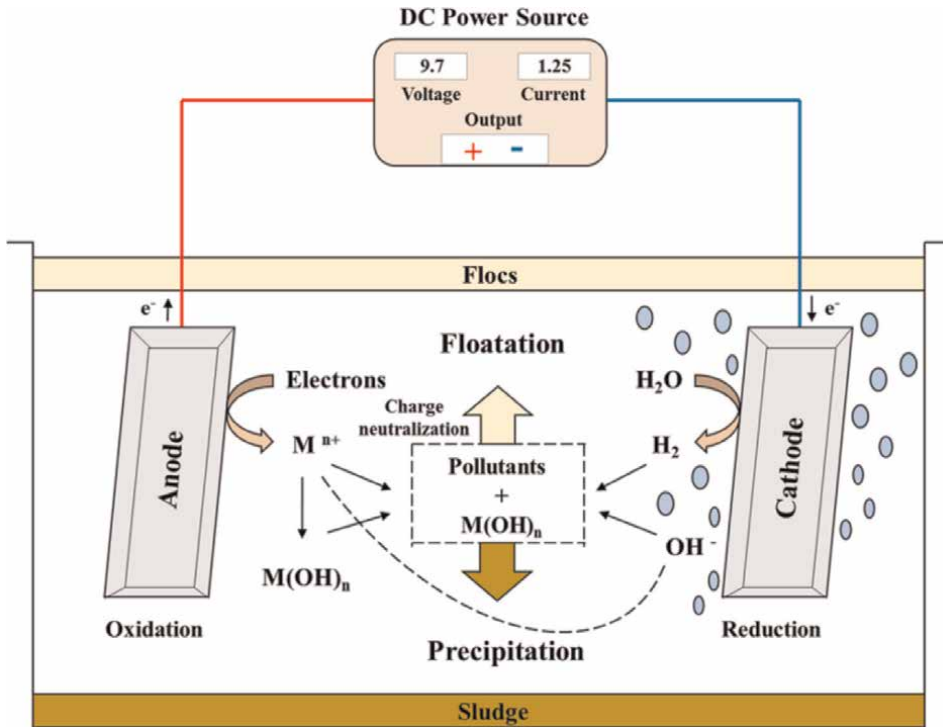 DC Power Source
9.7
1.25
Voltage
Current
Output
+ -
Flocs
e⁻
e⁻
Floatation
Electrons
H₂O
Charge
neutralization
Mⁿ⁺
H₂
Pollutants
+
M(OH)ₙ
Anode
Cathode
OH⁻
M(OH)ₙ
Oxidation
Reduction
Precipitation
Sludge